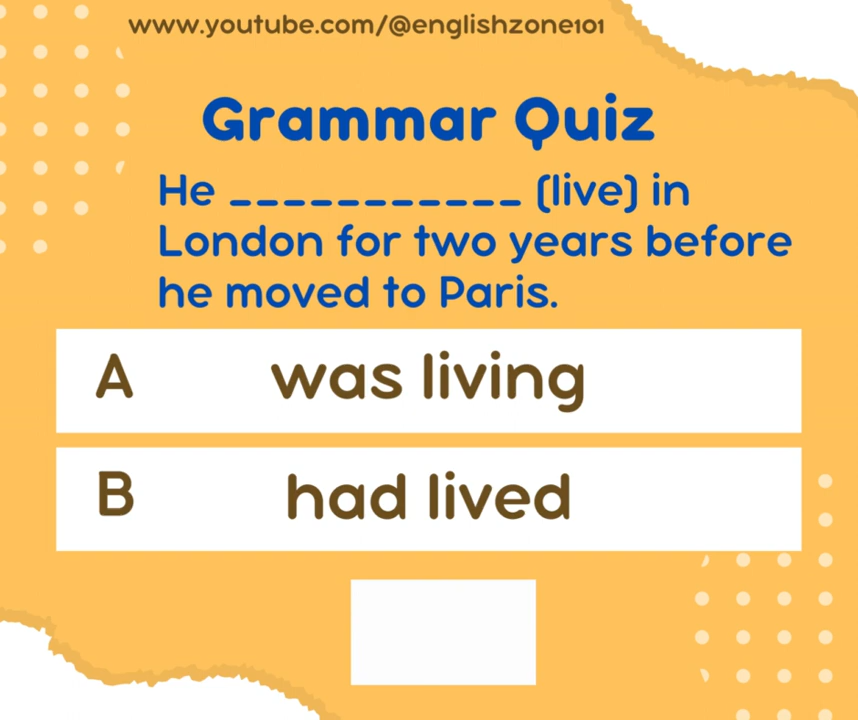 www.youtube.com/@englishzone101
Grammar Quiz
He ___________ (live) in
London for two years before
he moved to Paris.
A was living
B had lived